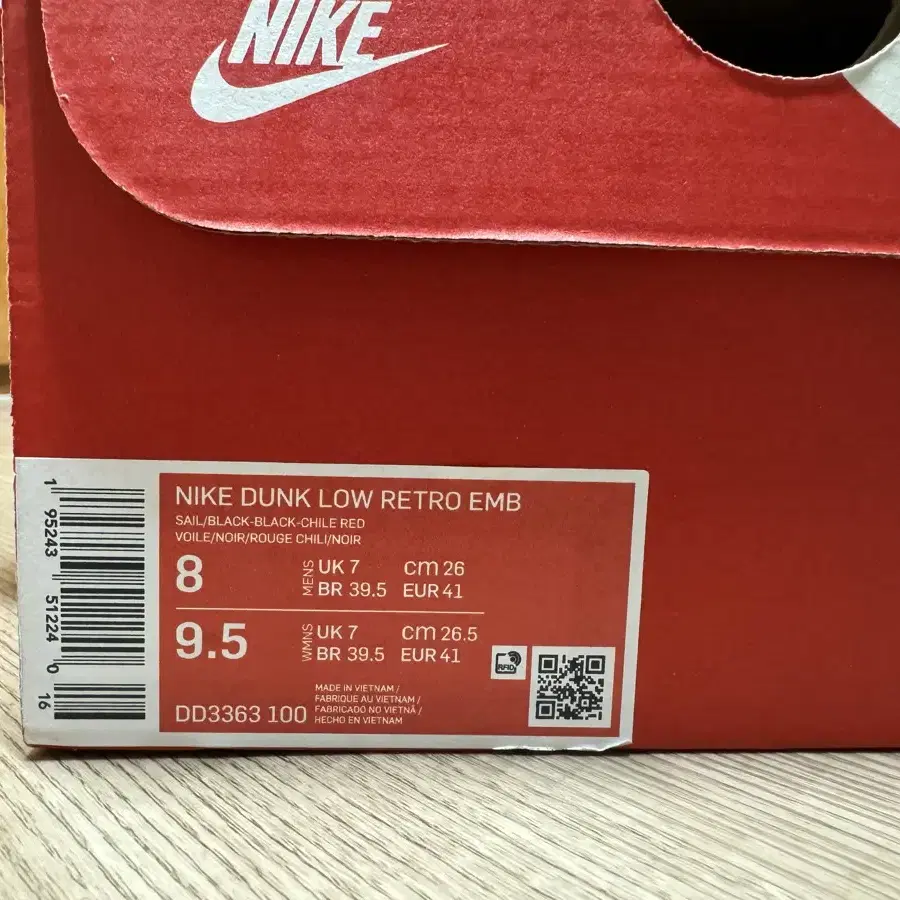 NIKE
NIKE DUNK LOW RETRO EMB
SAIL/BLACK-BLACK-CHILE RED
VOILE/NOIR/ROUGE CHILI/NOIR
8 MENS UK 7 cm 26
BR 39.5 EUR 41
9.5 WMNS UK 7 cm 26.5
BR 39.5 EUR 41
RFID
DD3363 100
MADE IN VIETNAM /
FABRIQUE AU VIETNAM /
FABRICADO NO VIETNÃ /
HECHO EN VIETNAM
1 95243 51224 0 16